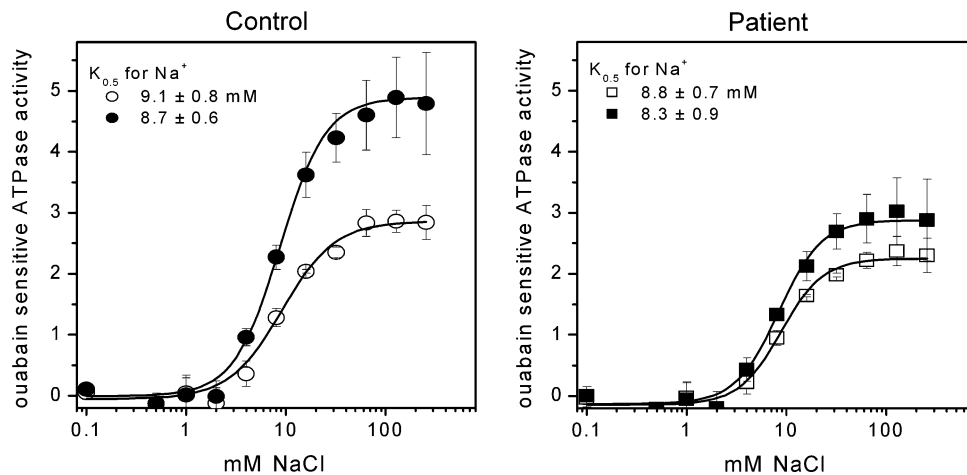 Control
ouabain sensitive ATPase activity
K0.5 for Na+
9.1 ± 0.8 mM
8.7 ± 0.6
5
4
3
2
1
0
0.1
1
10
100
mM NaCl
Patient
ouabain sensitive ATPase activity
K0.5 for Na+
8.8 ± 0.7 mM
8.3 ± 0.9
5
4
3
2
1
0
0.1
1
10
100
mM NaCl